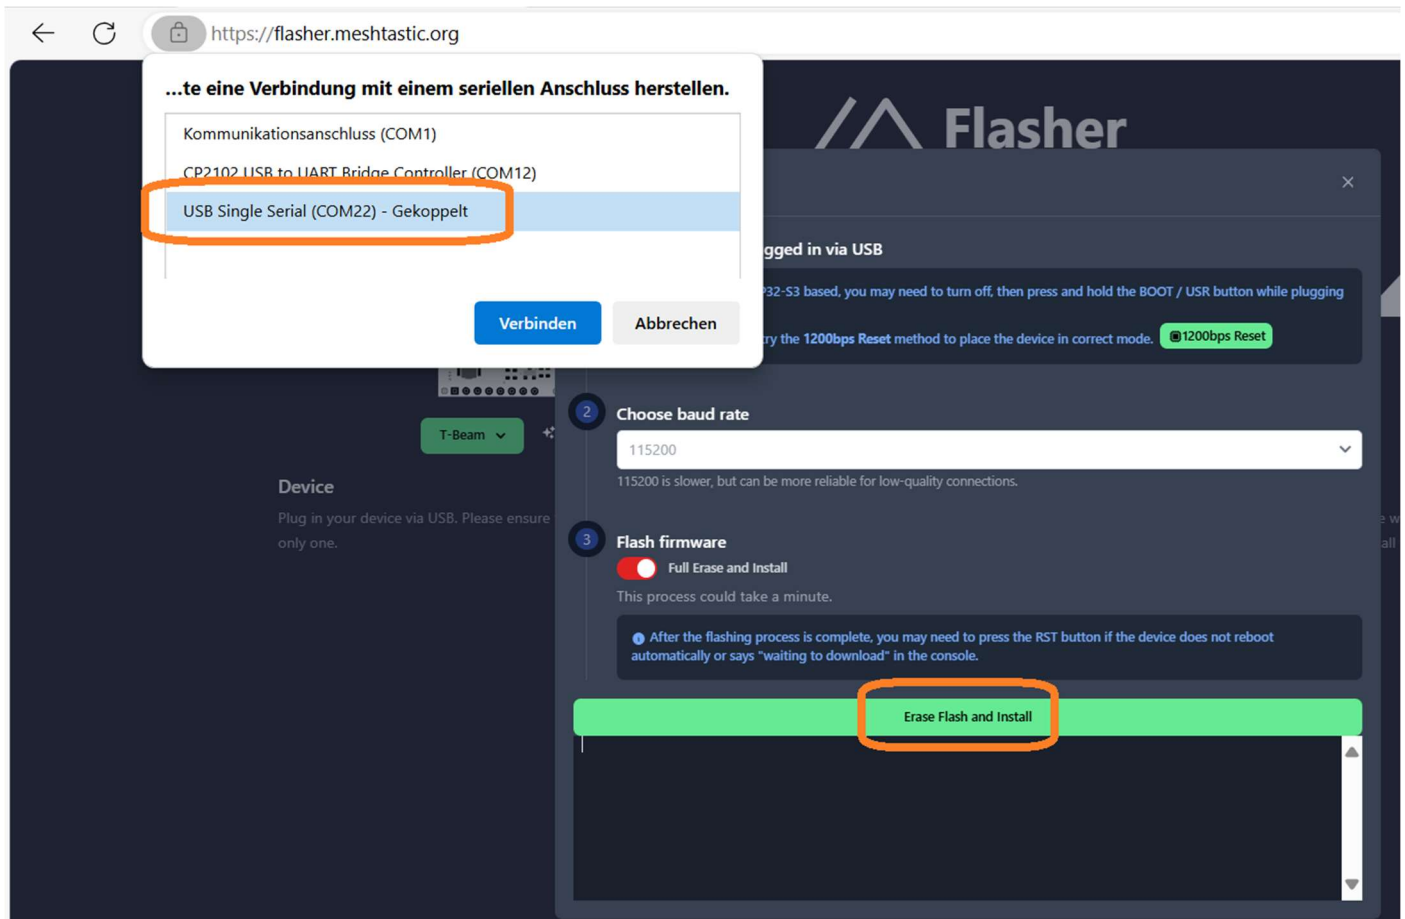 https://flasher.meshtastic.org
...te eine Verbindung mit einem seriellen Anschluss herstellen.
Kommunikationsanschluss (COM1)
CP2102 USB to UART Bridge Controller (COM12)
USB Single Serial (COM22) - Gekoppelt
Verbinden
Abbrechen
Flasher
gged in via USB
P32-S3 based, you may need to turn off, then press and hold the BOOT / USR button while plugging
ry the 1200bps Reset method to place the device in correct mode.
1200bps Reset
T-Beam
Device
Plug in your device via USB. Please ensure
only one.
2
Choose baud rate
115200
115200 is slower, but can be more reliable for low-quality connections.
3
Flash firmware
Full Erase and Install
This process could take a minute.
After the flashing process is complete, you may need to press the RST button if the device does not reboot
automatically or says "waiting to download" in the console.
Erase Flash and Install
e w
all